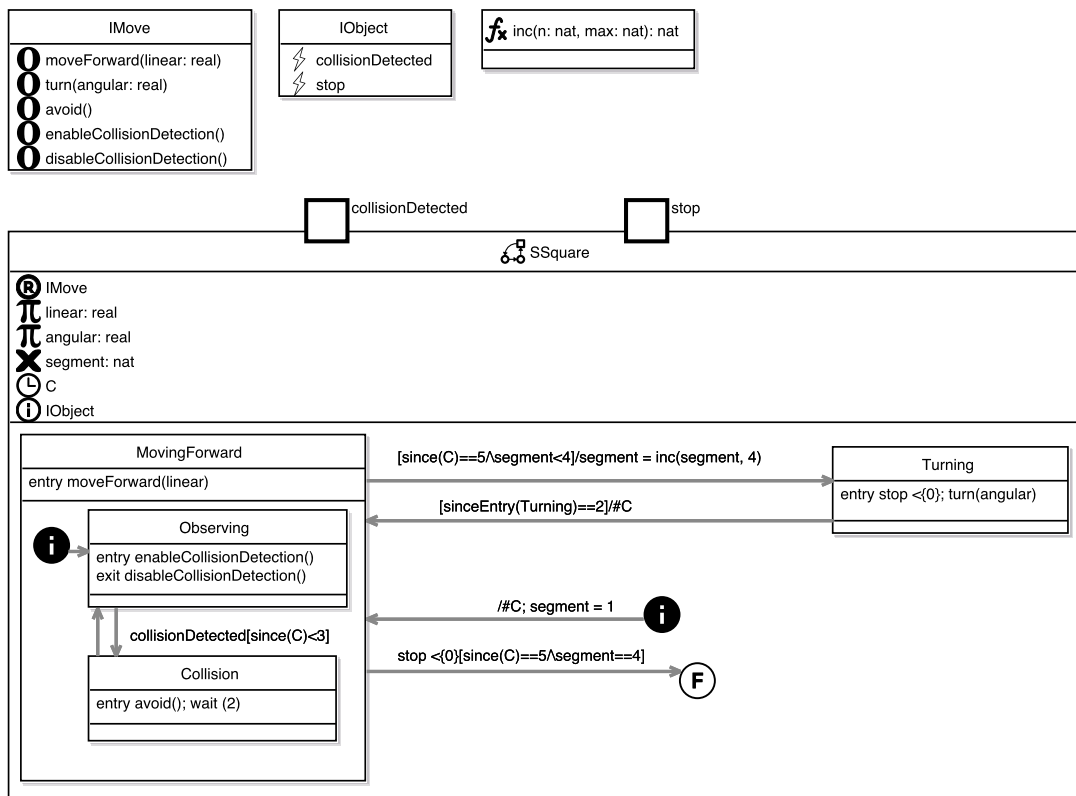 IMove
O moveForward(linear: real)
O turn(angular: real)
O avoid()
O enableCollisionDetection()
O disableCollisionDetection()
IObject
collisionDetected
stop
fx inc(n: nat, max: nat): nat
collisionDetected
stop
SSquare
R IMove
π linear: real
π angular: real
X segment: nat
C
i IObject
MovingForward
entry moveForward(linear)
i
Observing
entry enableCollisionDetection()
exit disableCollisionDetection()
collisionDetected[since(C)<3]
Collision
entry avoid(); wait (2)
[since(C)==5/\segment<4]/segment = inc(segment, 4)
[sinceEntry(Turning)==2]/#C
Turning
entry stop <{0}; turn(angular)
/#C; segment = 1
i
stop <{0}[since(C)==5/\segment==4]
F